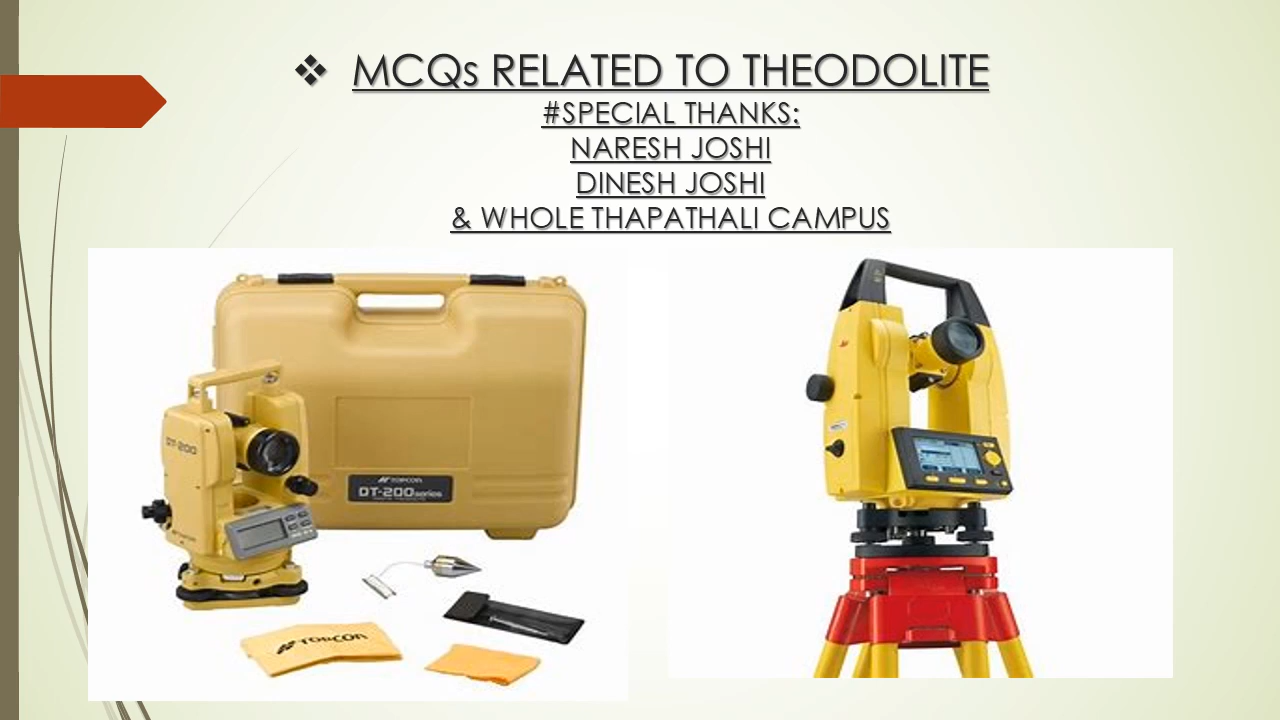 ❖ MCQs RELATED TO THEODOLITE
#SPECIAL THANKS:
NARESH JOSHI
DINESH JOSHI
& WHOLE THAPATHALI CAMPUS
DT-200
TOPCON
DT-200 series
TOPCON